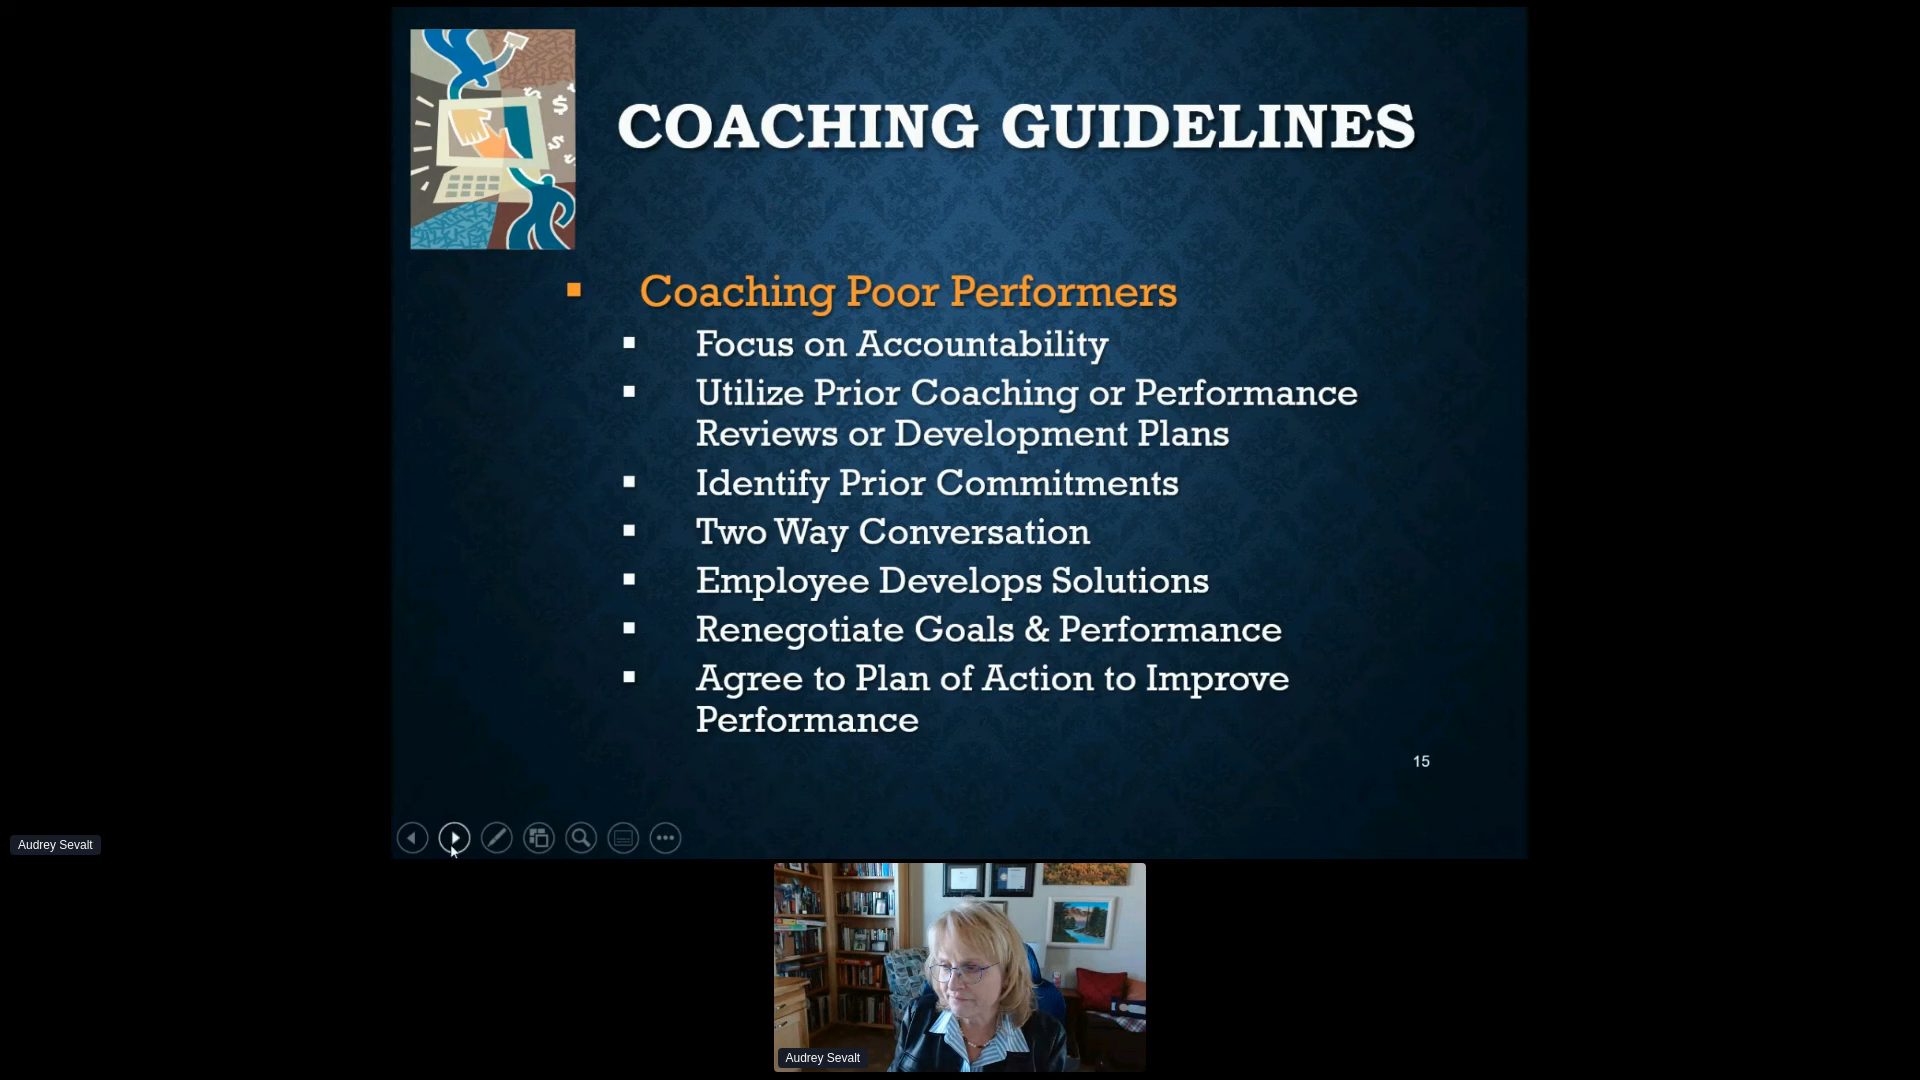 COACHING GUIDELINES
Coaching Poor Performers
Focus on Accountability
Utilize Prior Coaching or Performance
Reviews or Development Plans
Identify Prior Commitments
Two Way Conversation
Employee Develops Solutions
Renegotiate Goals & Performance
Agree to Plan of Action to Improve
Performance
15
Audrey Sevalt
Audrey Sevalt